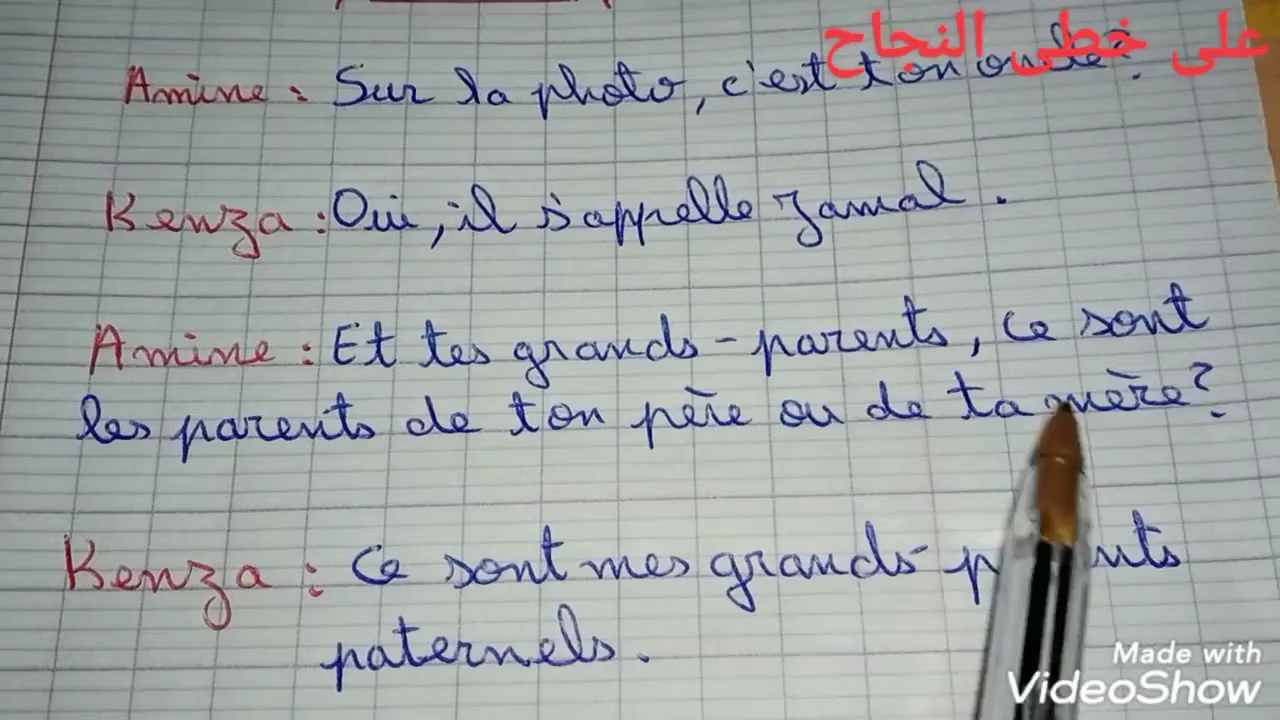 على خطى النجاح
Amine : Sur la photo, c'est ton oncle?
Kenza : Oui, il s'appelle Jamal .
Amine : Et tes grands-parents, ce sont
les parents de ton père ou de ta mère?
Kenza : Ce sont mes grands-
paternels.
Made with
VideoShow